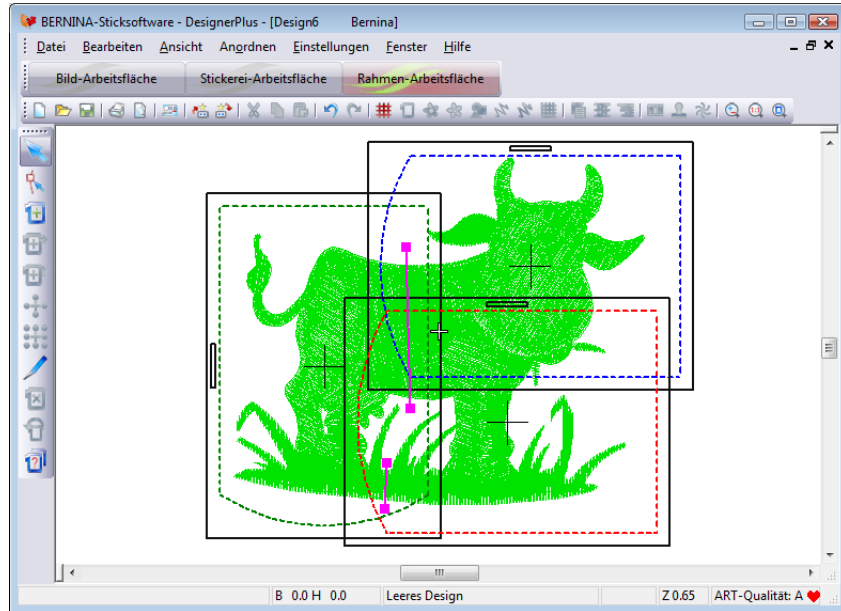 BERNINA-Sticksoftware - DesignerPlus - [Design6 Bernina]
Datei Bearbeiten Ansicht Angrdnen Einstellungen Fenster Hilfe
Bild-Arbeitsfläche Stickerei-Arbeitsfläche Rahmen-Arbeitsfläche
B 0.0 H 0.0 Leeres Design Z 0.65 ART-Qualität: A